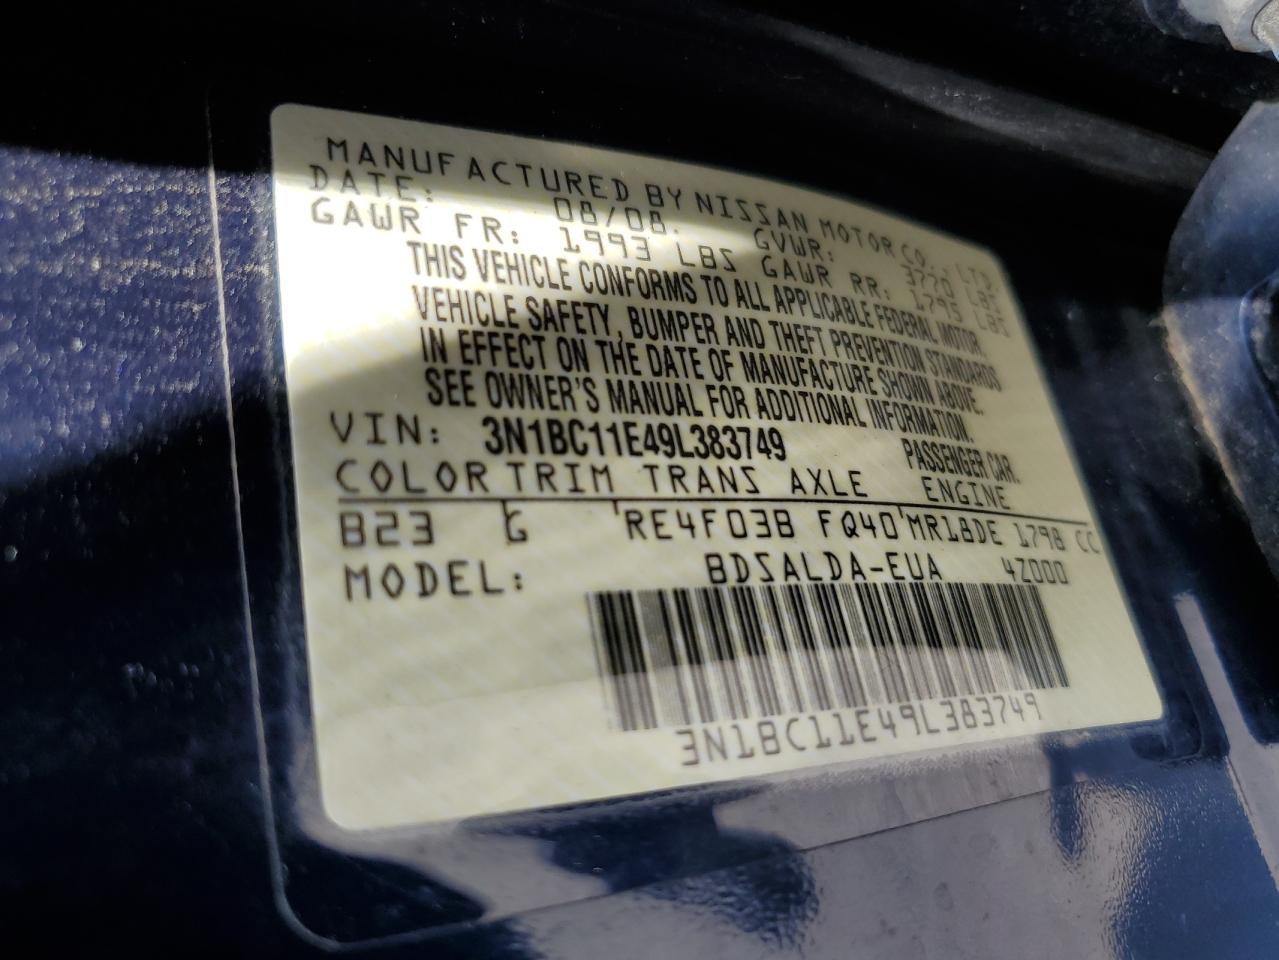 MANUFACTURED BY NISSAN MOTOR CO., LTD.
DATE: 08/08. GVWR: 3770 LBS
GAWR FR: 1993 LBS GAWR RR: 1795 LBS
THIS VEHICLE CONFORMS TO ALL APPLICABLE FEDERAL MOTOR
VEHICLE SAFETY, BUMPER AND THEFT PREVENTION STANDARDS
IN EFFECT ON THE DATE OF MANUFACTURE SHOWN ABOVE.
SEE OWNER'S MANUAL FOR ADDITIONAL INFORMATION.
VIN: 3N1BC11E49L383749 PASSENGER CAR.
COLOR TRIM TRANS AXLE ENGINE
B23 G RE4F03B FQ40 MR18DE 1798 CC
MODEL: BDSALDA-EUA 4Z000
3N1BC11E49L383749